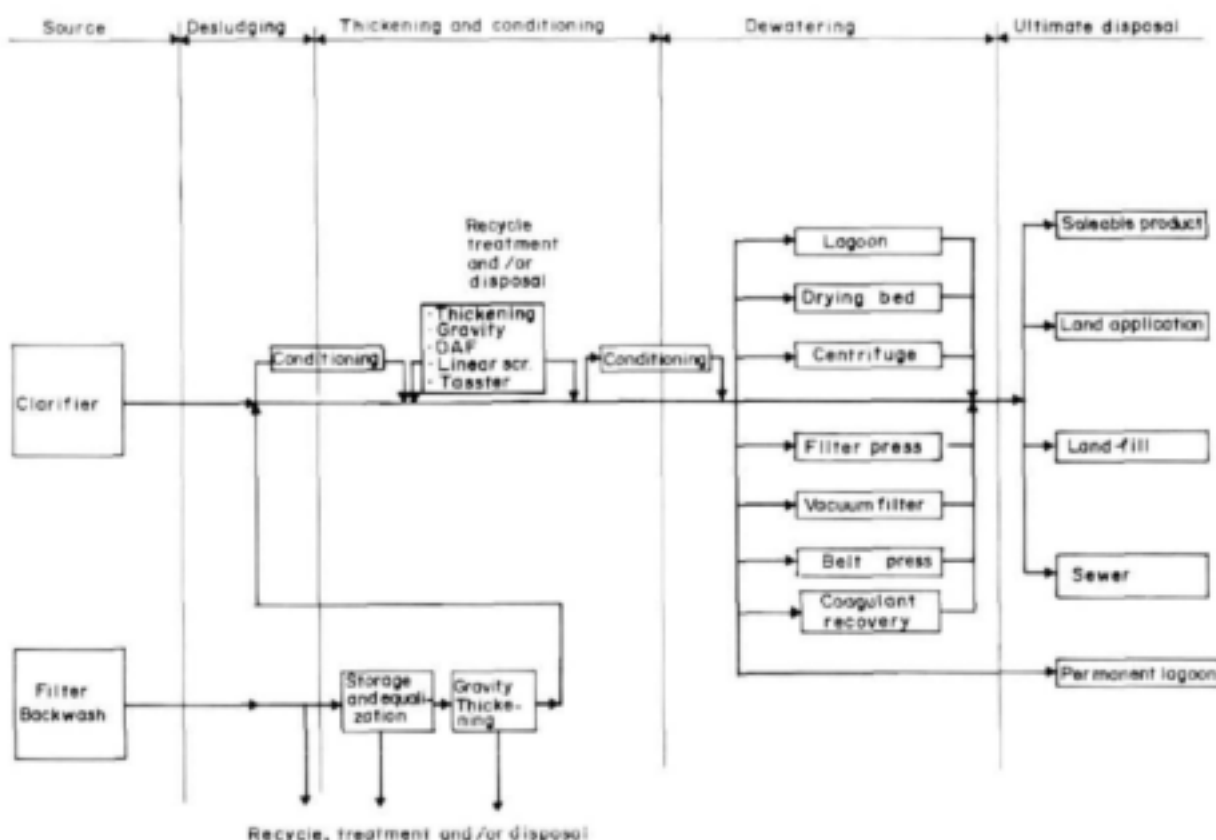 Source
Desludging
Thickening and conditioning
Dewatering
Ultimate disposal
Recycle
treatment
and /or
disposal
·Thickening
·Gravity
·DAF
·Linear scr.
·Tasster
Conditioning
Conditioning
Clarifier
Lagoon
Drying bed
Centrifuge
Filter press
Vacuum filter
Belt press
Coagulant
recovery
Saleable product
Land application
Land-fill
Sewer
Permanent lagoon
Filter
Backwash
Storage
and equali-
zation
Gravity
Thicke-
ning
Recycle, treatment and /or disposal